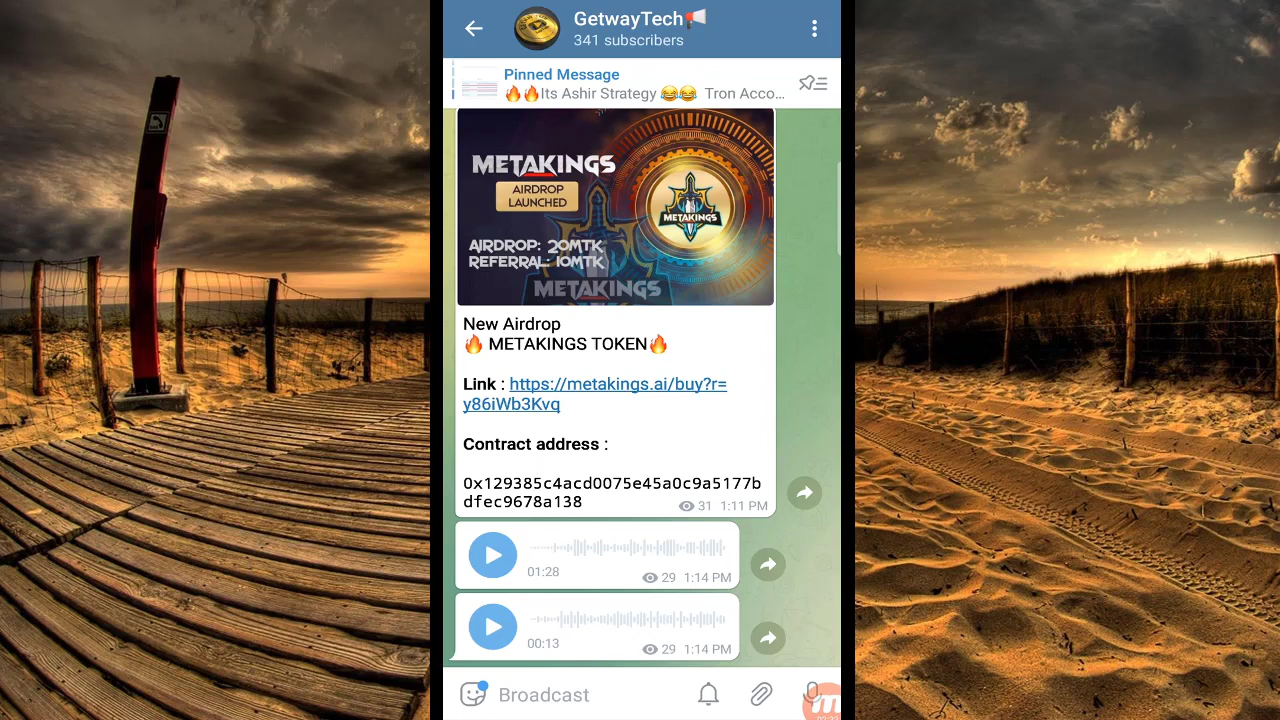 GetwayTech
341 subscribers
Pinned Message
🔥🔥Its Ashir Strategy 😂😂 Tron Acco...
METAKINGS
AIRDROP
LAUNCHED
METAKINGS
AIRDROP: 20MTK
REFERRAL: 10MTK
METAKINGS
New Airdrop
🔥 METAKINGS TOKEN🔥
Link : https://metakings.ai/buy?r=
y86iWb3Kvq
Contract address :
0x129385c4acd0075e45a0c9a5177b
dfec9678a138
31 1:11 PM
01:28
29 1:14 PM
00:13
29 1:14 PM
Broadcast